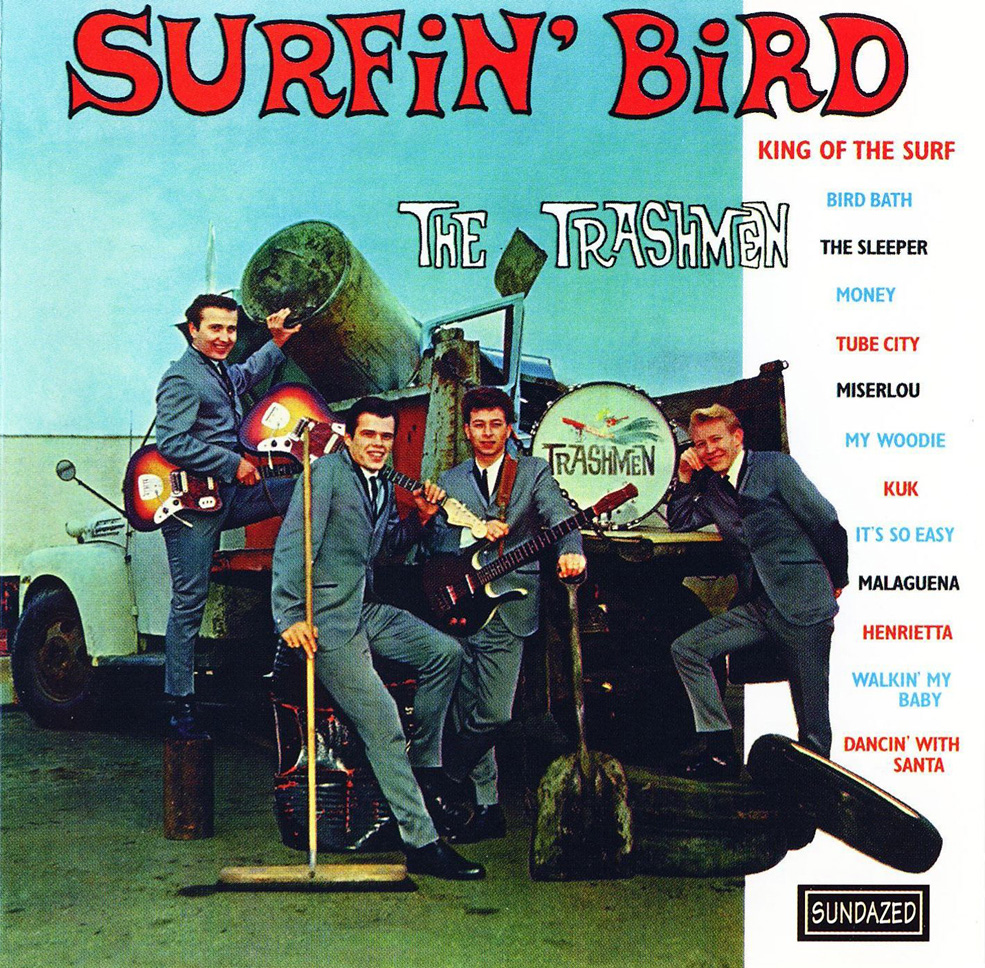 SURFiN' BiRD
THE TRASHMEN
KING OF THE SURF
BIRD BATH
THE SLEEPER
MONEY
TUBE CITY
MISERLOU
MY WOODIE
KUK
IT'S SO EASY
MALAGUENA
HENRIETTA
WALKIN' MY
BABY
DANCIN' WITH
SANTA
TRASHMEN
SUNDAZED